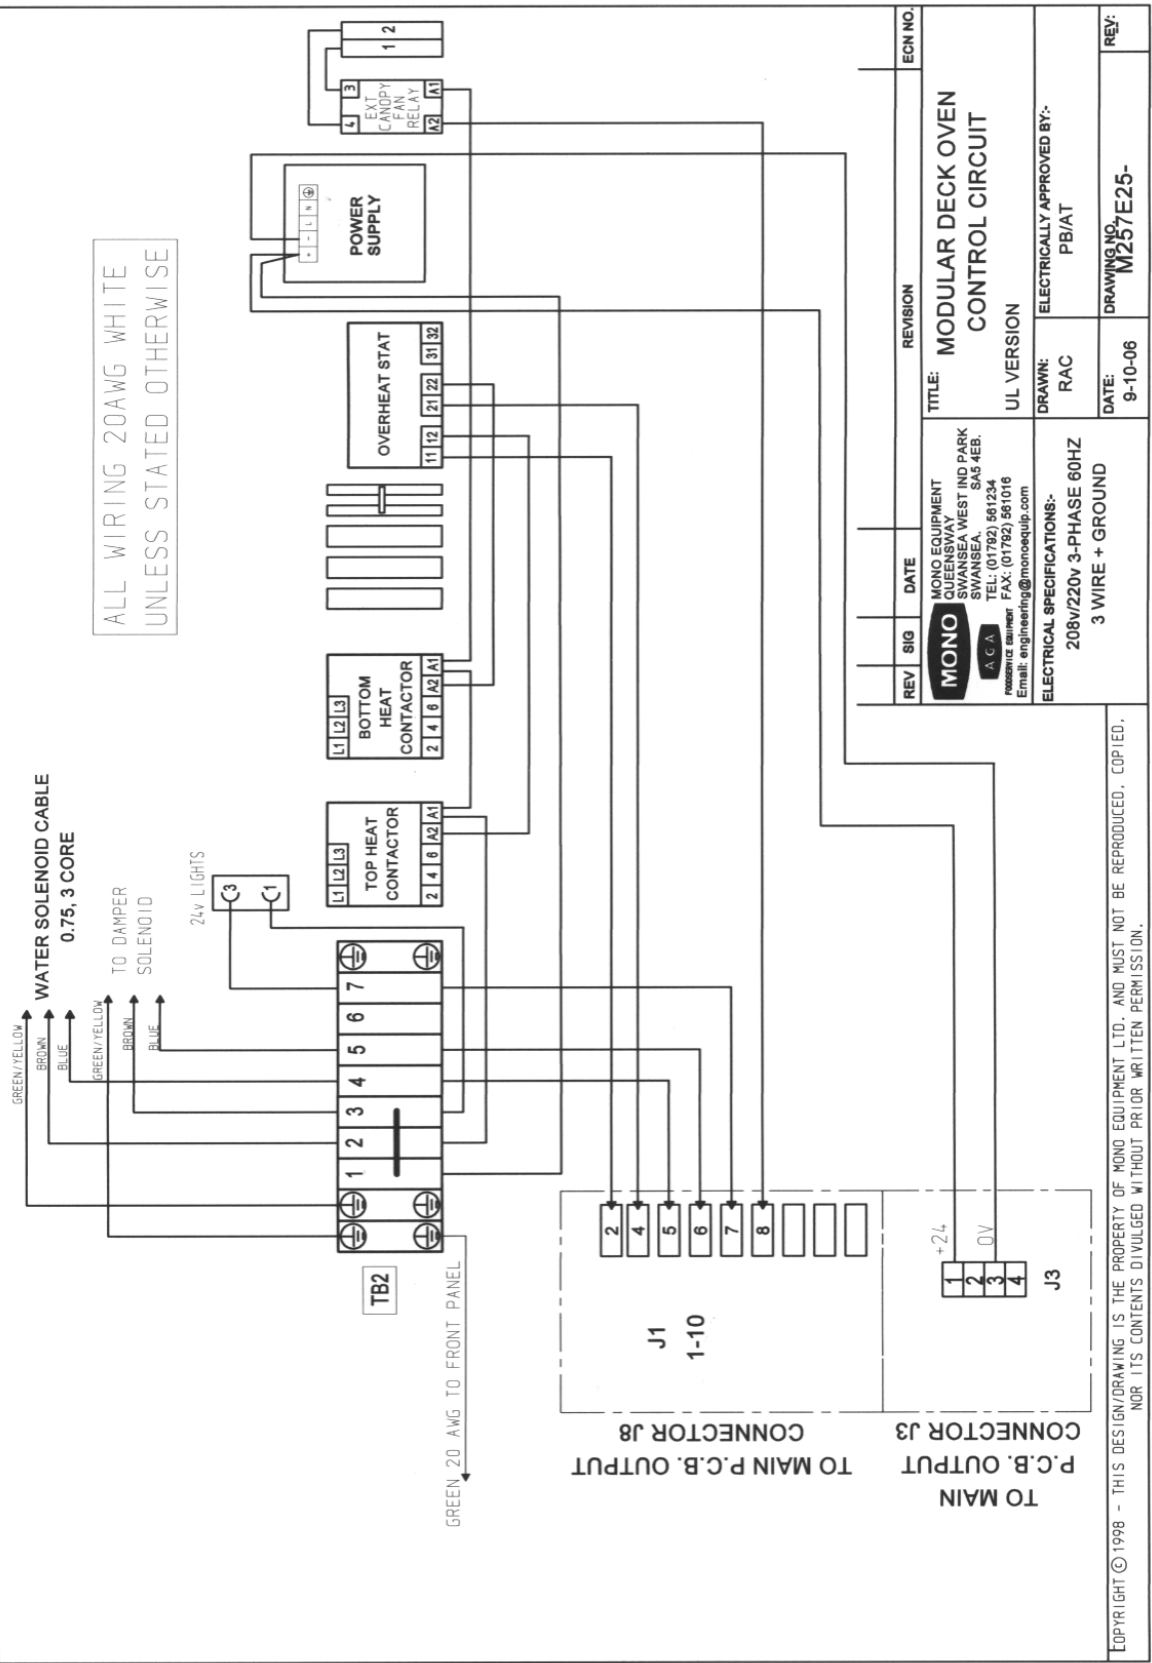 ALL WIRING 20AWG WHITE
UNLESS STATED OTHERWISE
WATER SOLENOID CABLE
0.75, 3 CORE
GREEN/YELLOW
BROWN
BLUE
TO DAMPER
SOLENOID
GREEN/YELLOW
BROWN
BLUE
24v LIGHTS
3
1
TB2
1 2 3 4 5 6 7
GREEN 20 AWG TO FRONT PANEL
L1 L2 L3
TOP HEAT
CONTACTOR
2 4 6 A2 A1
L1 L2 L3
BOTTOM
HEAT
CONTACTOR
2 4 6 A2 A1
OVERHEAT STAT
11 12 21 22 31 32
+ - L N
POWER
SUPPLY
4 3
EXT
CANOPY
FAN
RELAY
A2 A1
1 2
J1
1-10
2
4
5
6
7
8
TO MAIN P.C.B. OUTPUT
CONNECTOR J8
+24
0V
1
2
3
4
J3
TO MAIN
P.C.B. OUTPUT
CONNECTOR J3
REV SIG DATE REVISION ECN NO.
MONO
AGA
FOODSERVICE EQUIPMENT
MONO EQUIPMENT
QUEENSWAY
SWANSEA WEST IND PARK
SWANSEA. SA5 4EB.
TEL: (01792) 561234
FAX: (01792) 561016
Email: engineering@monoequip.com
TITLE:
MODULAR DECK OVEN
CONTROL CIRCUIT
UL VERSION
ELECTRICAL SPECIFICATIONS:-
208v/220v 3-PHASE 60HZ
3 WIRE + GROUND
DRAWN:
RAC
ELECTRICALLY APPROVED BY:-
PB/AT
DATE:
9-10-06
DRAWING NO.
M257E25-
REV:
COPYRIGHT © 1998 - THIS DESIGN/DRAWING IS THE PROPERTY OF MONO EQUIPMENT LTD. AND MUST NOT BE REPRODUCED, COPIED,
NOR ITS CONTENTS DIVULGED WITHOUT PRIOR WRITTEN PERMISSION.